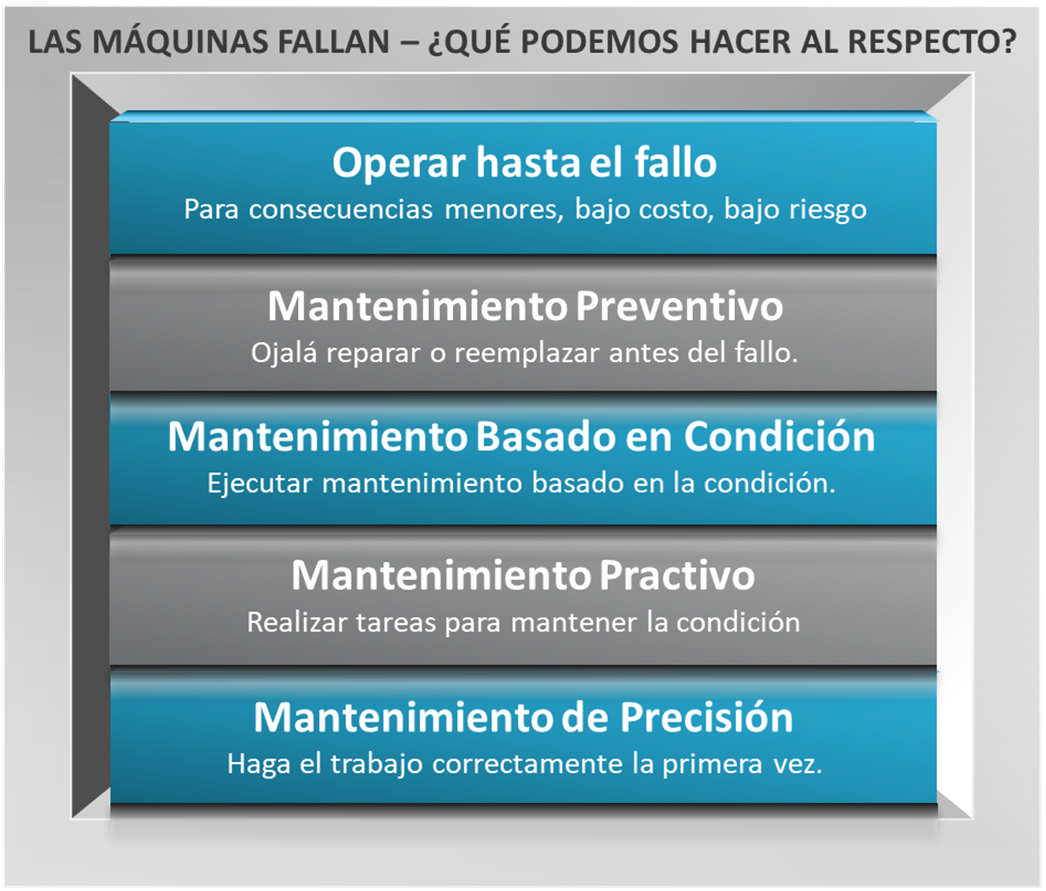 LAS MÁQUINAS FALLAN – ¿QUÉ PODEMOS HACER AL RESPECTO?
Operar hasta el fallo
Para consecuencias menores, bajo costo, bajo riesgo
Mantenimiento Preventivo
Ojalá reparar o reemplazar antes del fallo.
Mantenimiento Basado en Condición
Ejecutar mantenimiento basado en la condición.
Mantenimiento Practivo
Realizar tareas para mantener la condición
Mantenimiento de Precisión
Haga el trabajo correctamente la primera vez.